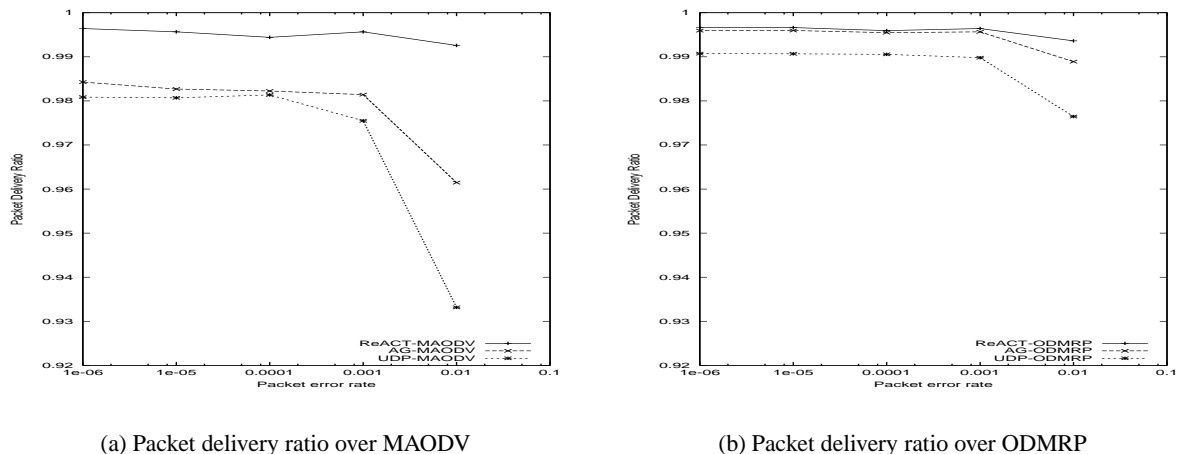 1
0.99
0.98
0.97
0.96
0.95
0.94
0.93
0.92
Packet Delivery Ratio
1e-06
1e-05
0.0001
0.001
0.01
0.1
Packet error rate
ReACT-MAODV
AG-MAODV
UDP-MAODV
(a) Packet delivery ratio over MAODV
1
0.99
0.98
0.97
0.96
0.95
0.94
0.93
0.92
Packet Delivery Ratio
1e-06
1e-05
0.0001
0.001
0.01
0.1
Packet error rate
ReACT-ODMRP
AG-ODMRP
UDP-ODMRP
(b) Packet delivery ratio over ODMRP